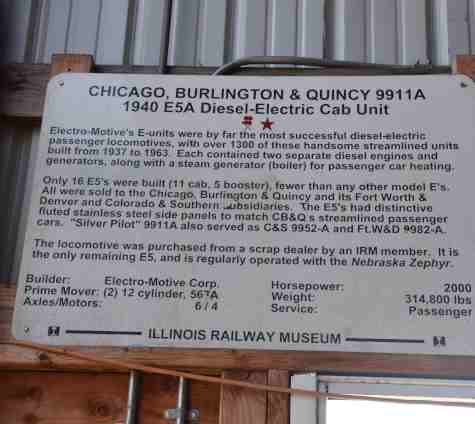 CHICAGO, BURLINGTON & QUINCY 9911A
1940 E5A Diesel-Electric Cab Unit
Electro-Motive's E-units were by far the most successful diesel-electric
passenger locomotives, with over 1300 of these handsome streamlined units
built from 1937 to 1963. Each contained two separate diesel engines and
generators, along with a steam generator (boiler) for passenger car heating.
Only 16 E5's were built (11 cab, 5 booster), fewer than any other model E's.
All were sold to the Chicago, Burlington & Quincy and its Fort Worth &
Denver and Colorado & Southern subsidiaries. The E5's had distinctive
fluted stainless steel side panels to match CB&Q's streamlined passenger
cars. "Silver Pilot" 9911A also served as C&S 9952-A and Ft.W&D 9982-A.
The locomotive was purchased from a scrap dealer by an IRM member. It is
the only remaining E5, and is regularly operated with the Nebraska Zephyr.
Builder: Electro-Motive Corp. Horsepower: 2000
Prime Mover: (2) 12 cylinder, 567A Weight: 314,800 lbs
Axles/Motors: 6 / 4 Service: Passenger
ILLINOIS RAILWAY MUSEUM